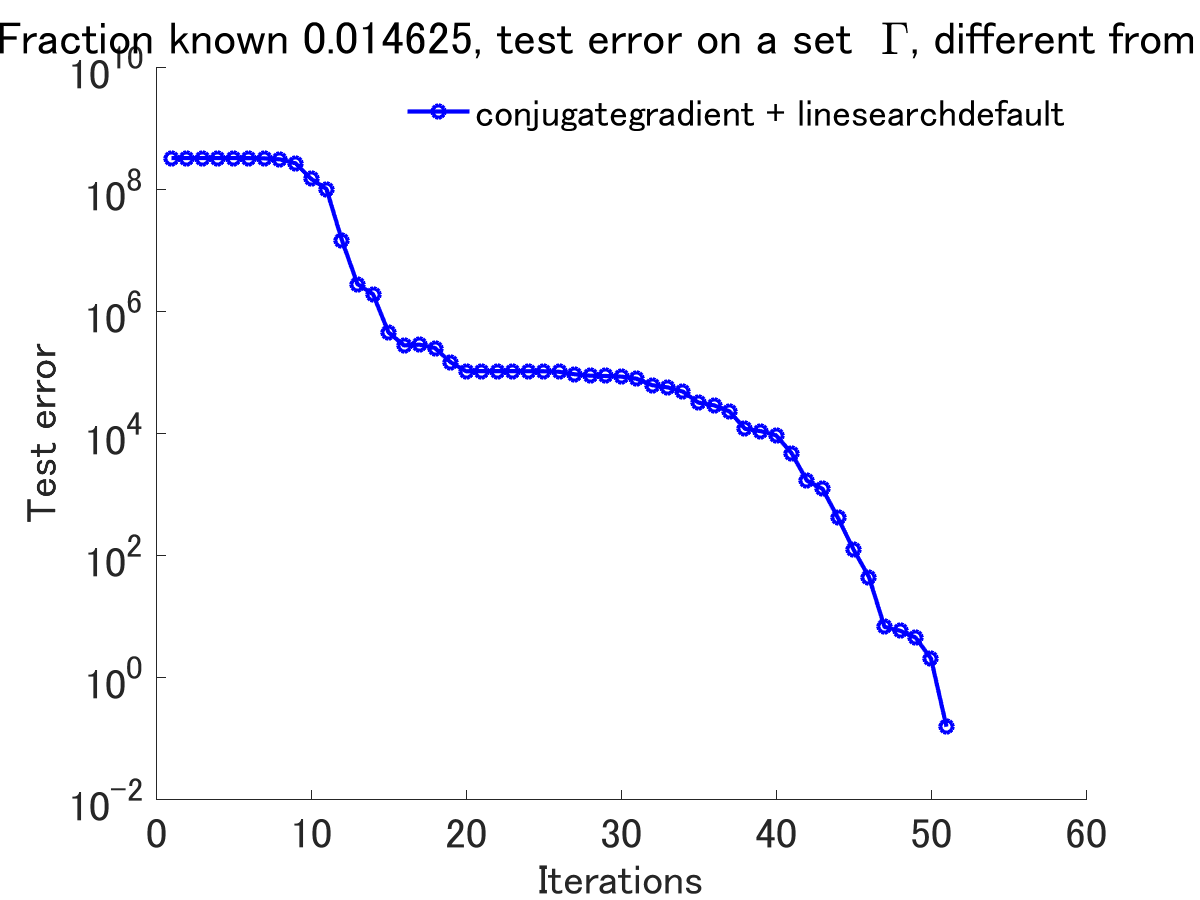 Fraction known 0.014625, test error on a set Γ, different from
conjugategradient + linesearchdefault
Test error
10^10
10^8
10^6
10^4
10^2
10^0
10^-2
0 10 20 30 40 50 60
Iterations